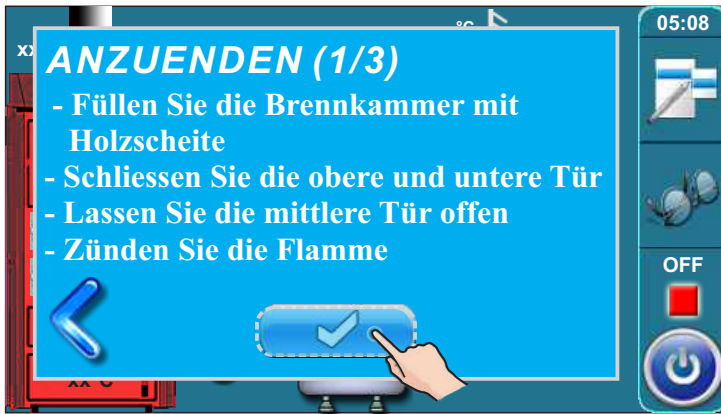 °C
05:08
xx
ANZUENDEN (1/3)
- Füllen Sie die Brennkammer mit
Holzscheite
- Schliessen Sie die obere und untere Tür
- Lassen Sie die mittlere Tür offen
- Zünden Sie die Flamme
OFF